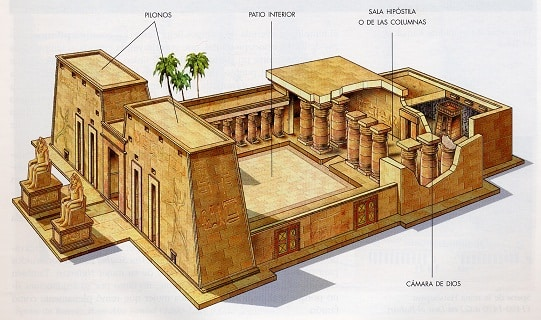 PILONOS
PATIO INTERIOR
SALA HIPÓSTILA
O DE LAS COLUMNAS
CÁMARA DE DIOS